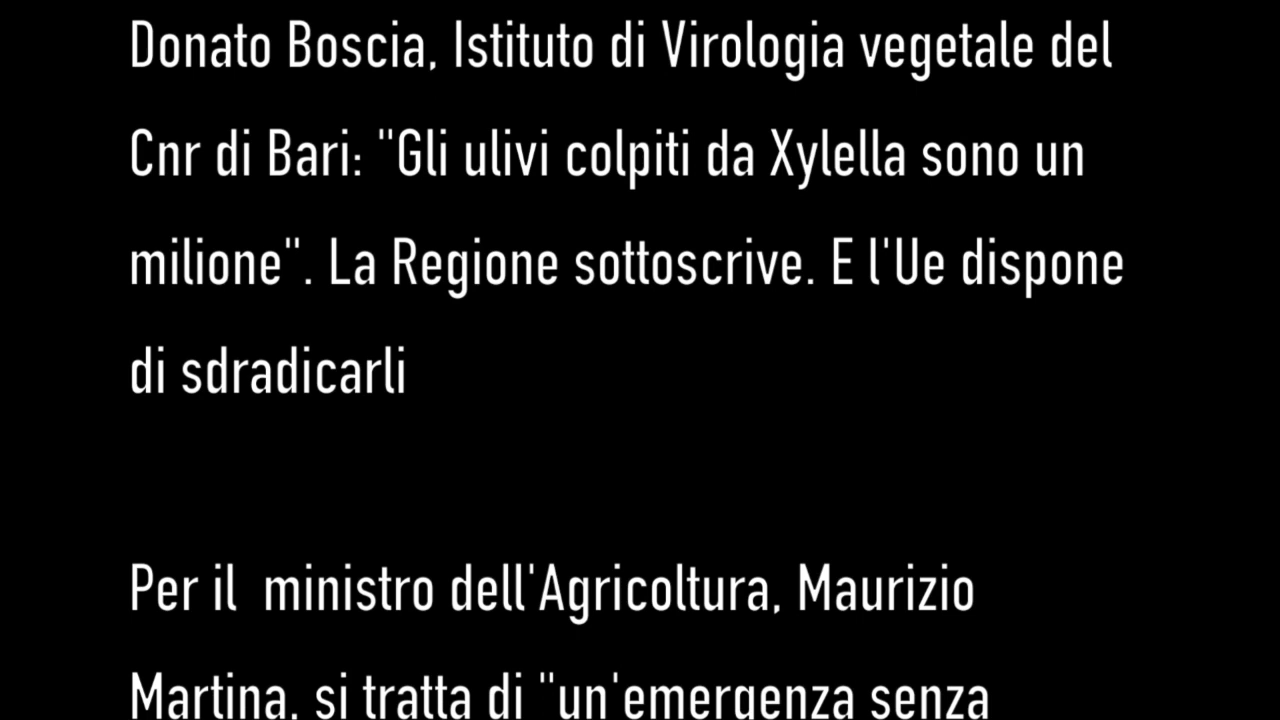 Donato Boscia, Istituto di Virologia vegetale del
Cnr di Bari: "Gli ulivi colpiti da Xylella sono un
milione". La Regione sottoscrive. E l'Ue dispone
di sdradicarli
Per il  ministro dell'Agricoltura, Maurizio
Martina, si tratta di "un'emergenza senza